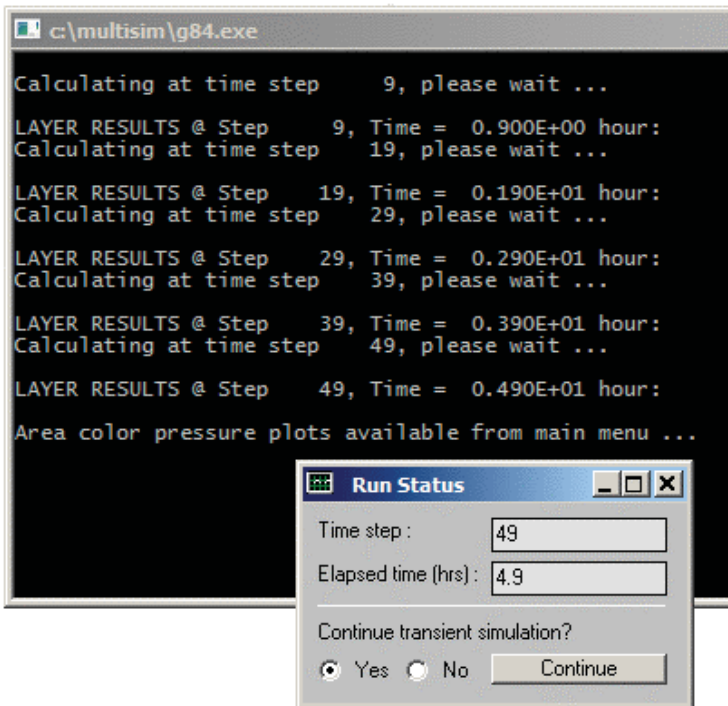 c:\multisim\g84.exe
Calculating at time step     9, please wait ...
LAYER RESULTS @ Step     9, Time =  0.900E+00 hour:
Calculating at time step    19, please wait ...
LAYER RESULTS @ Step    19, Time =  0.190E+01 hour:
Calculating at time step    29, please wait ...
LAYER RESULTS @ Step    29, Time =  0.290E+01 hour:
Calculating at time step    39, please wait ...
LAYER RESULTS @ Step    39, Time =  0.390E+01 hour:
Calculating at time step    49, please wait ...
LAYER RESULTS @ Step    49, Time =  0.490E+01 hour:
Area color pressure plots available from main menu ...
Run Status
Time step : 49
Elapsed time (hrs) : 4.9
Continue transient simulation?
Yes No Continue